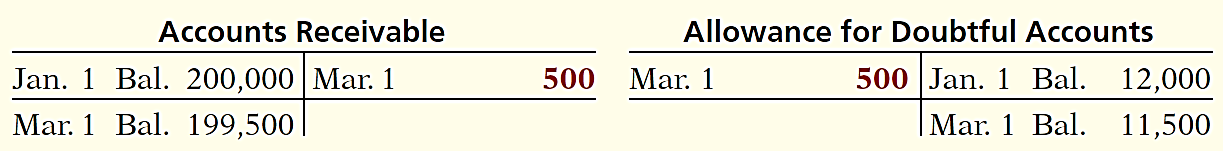 Accounts Receivable
Jan. 1 Bal. 200,000 Mar. 1 500
Mar. 1 Bal. 199,500
Allowance for Doubtful Accounts
Mar. 1 500 Jan. 1 Bal. 12,000
Mar. 1 Bal. 11,500